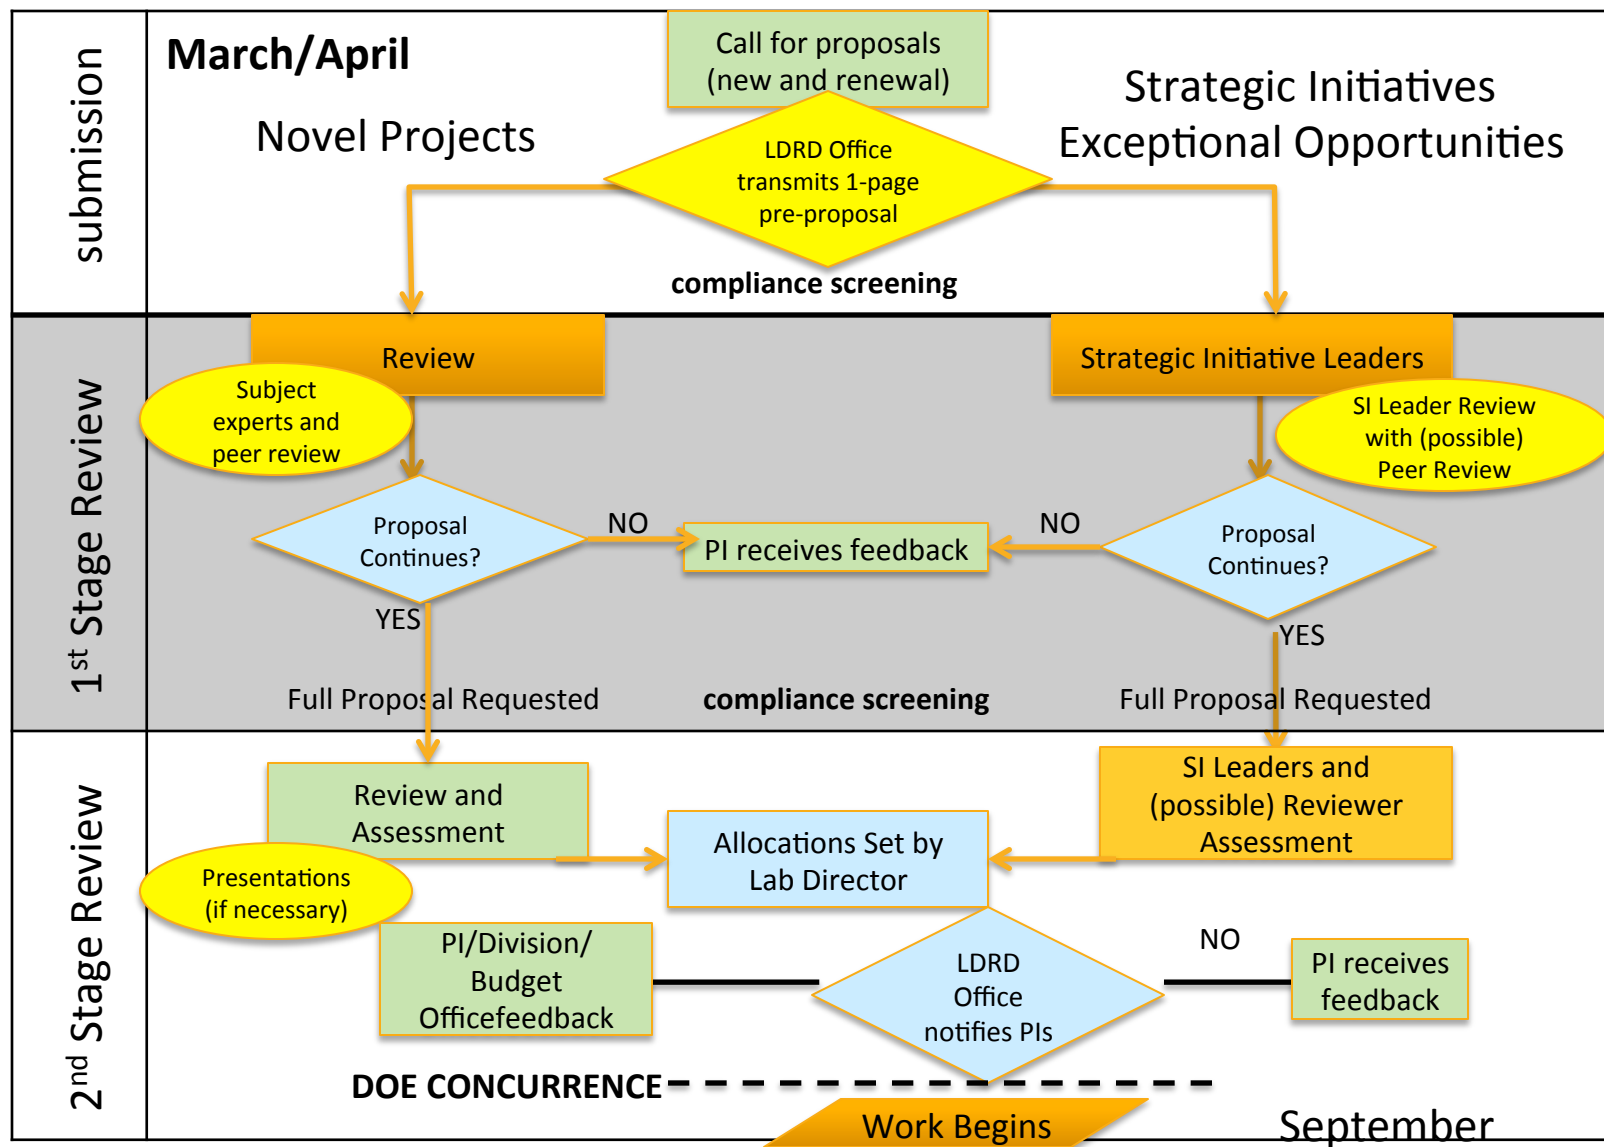 submission
March/April
Call for proposals
(new and renewal)
Novel Projects
Strategic Initiatives
Exceptional Opportunities
LDRD Office
transmits 1-page
pre-proposal
compliance screening
1st Stage Review
Review
Subject
experts and
peer review
Strategic Initiative Leaders
SI Leader Review
with (possible)
Peer Review
Proposal
Continues?
NO
PI receives feedback
NO
Proposal
Continues?
YES
YES
Full Proposal Requested
compliance screening
Full Proposal Requested
2nd Stage Review
Review and
Assessment
Presentations
(if necessary)
Allocations Set by
Lab Director
SI Leaders and
(possible) Reviewer
Assessment
PI/Division/
Budget
Officefeedback
LDRD
Office
notifies PIs
NO
PI receives
feedback
DOE CONCURRENCE
Work Begins
September